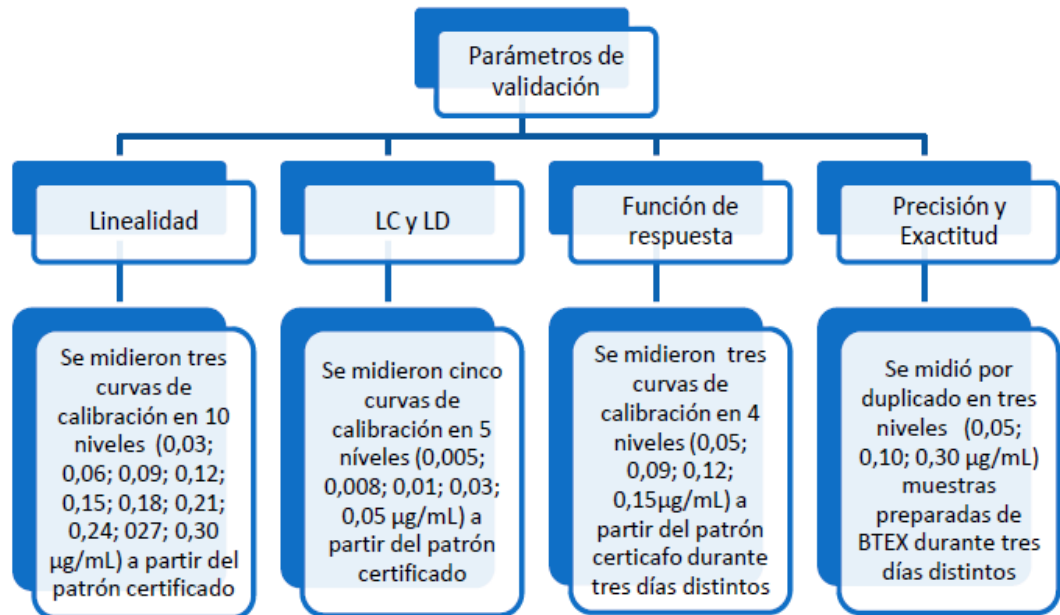 Parámetros de
validación
Linealidad
LC y LD
Función de
respuesta
Precisión y
Exactitud
Se midieron tres
curvas de
calibración en 10
niveles (0,03;
0,06; 0,09; 0,12;
0,15; 0,18; 0,21;
0,24; 027; 0,30
µg/mL) a partir del
patrón certificado
Se midieron cinco
curvas de
calibración en 5
níveles (0,005;
0,008; 0,01; 0,03;
0,05 µg/mL) a
partir del patrón
certificado
Se midieron tres
curvas de
calibración en 4
niveles (0,05;
0,09; 0,12;
0,15µg/mL) a
partir del patrón
certicafo durante
tres días distintos
Se midió por
duplicado en tres
niveles (0,05;
0,10; 0,30 µg/mL)
muestras
preparadas de
BTEX durante tres
días distintos